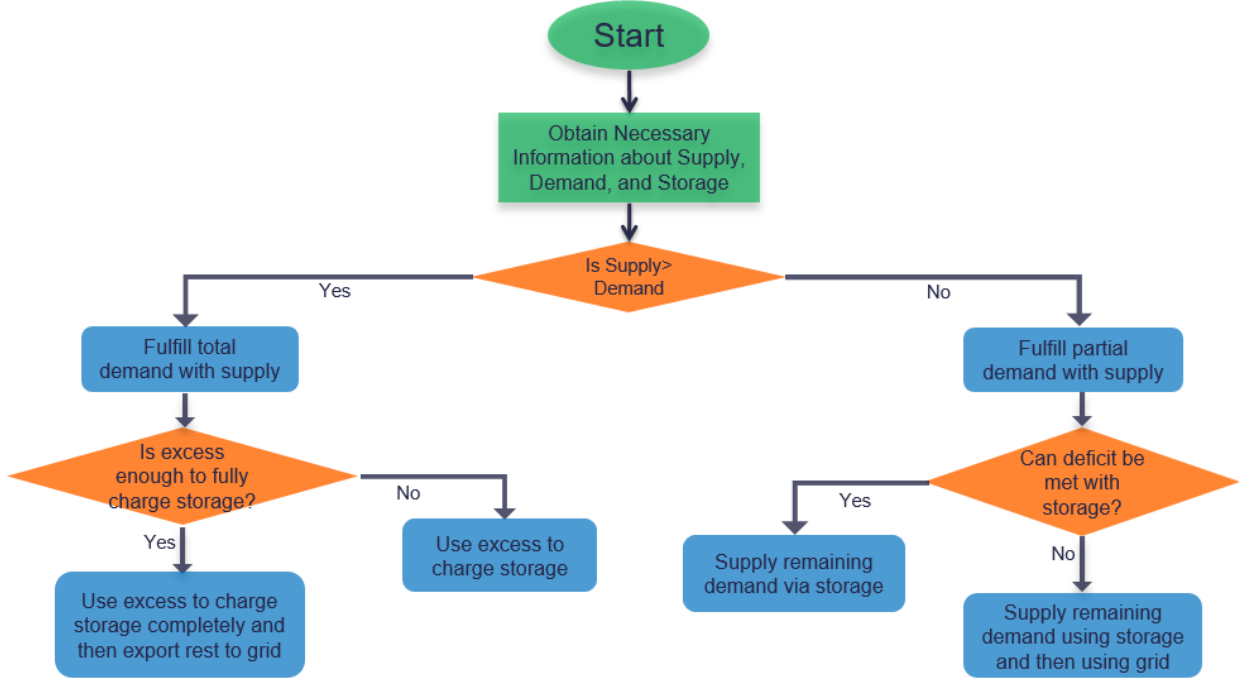 Start
Obtain Necessary
Information about Supply,
Demand, and Storage
Is Supply>
Demand
Yes
No
Fulfill total
demand with supply
Fulfill partial
demand with supply
Is excess
enough to fully
charge storage?
No
Yes
Use excess to
charge storage
Use excess to charge
storage completely and
then export rest to grid
Can deficit be
met with
storage?
Yes
No
Supply remaining
demand via storage
Supply remaining
demand using storage
and then using grid